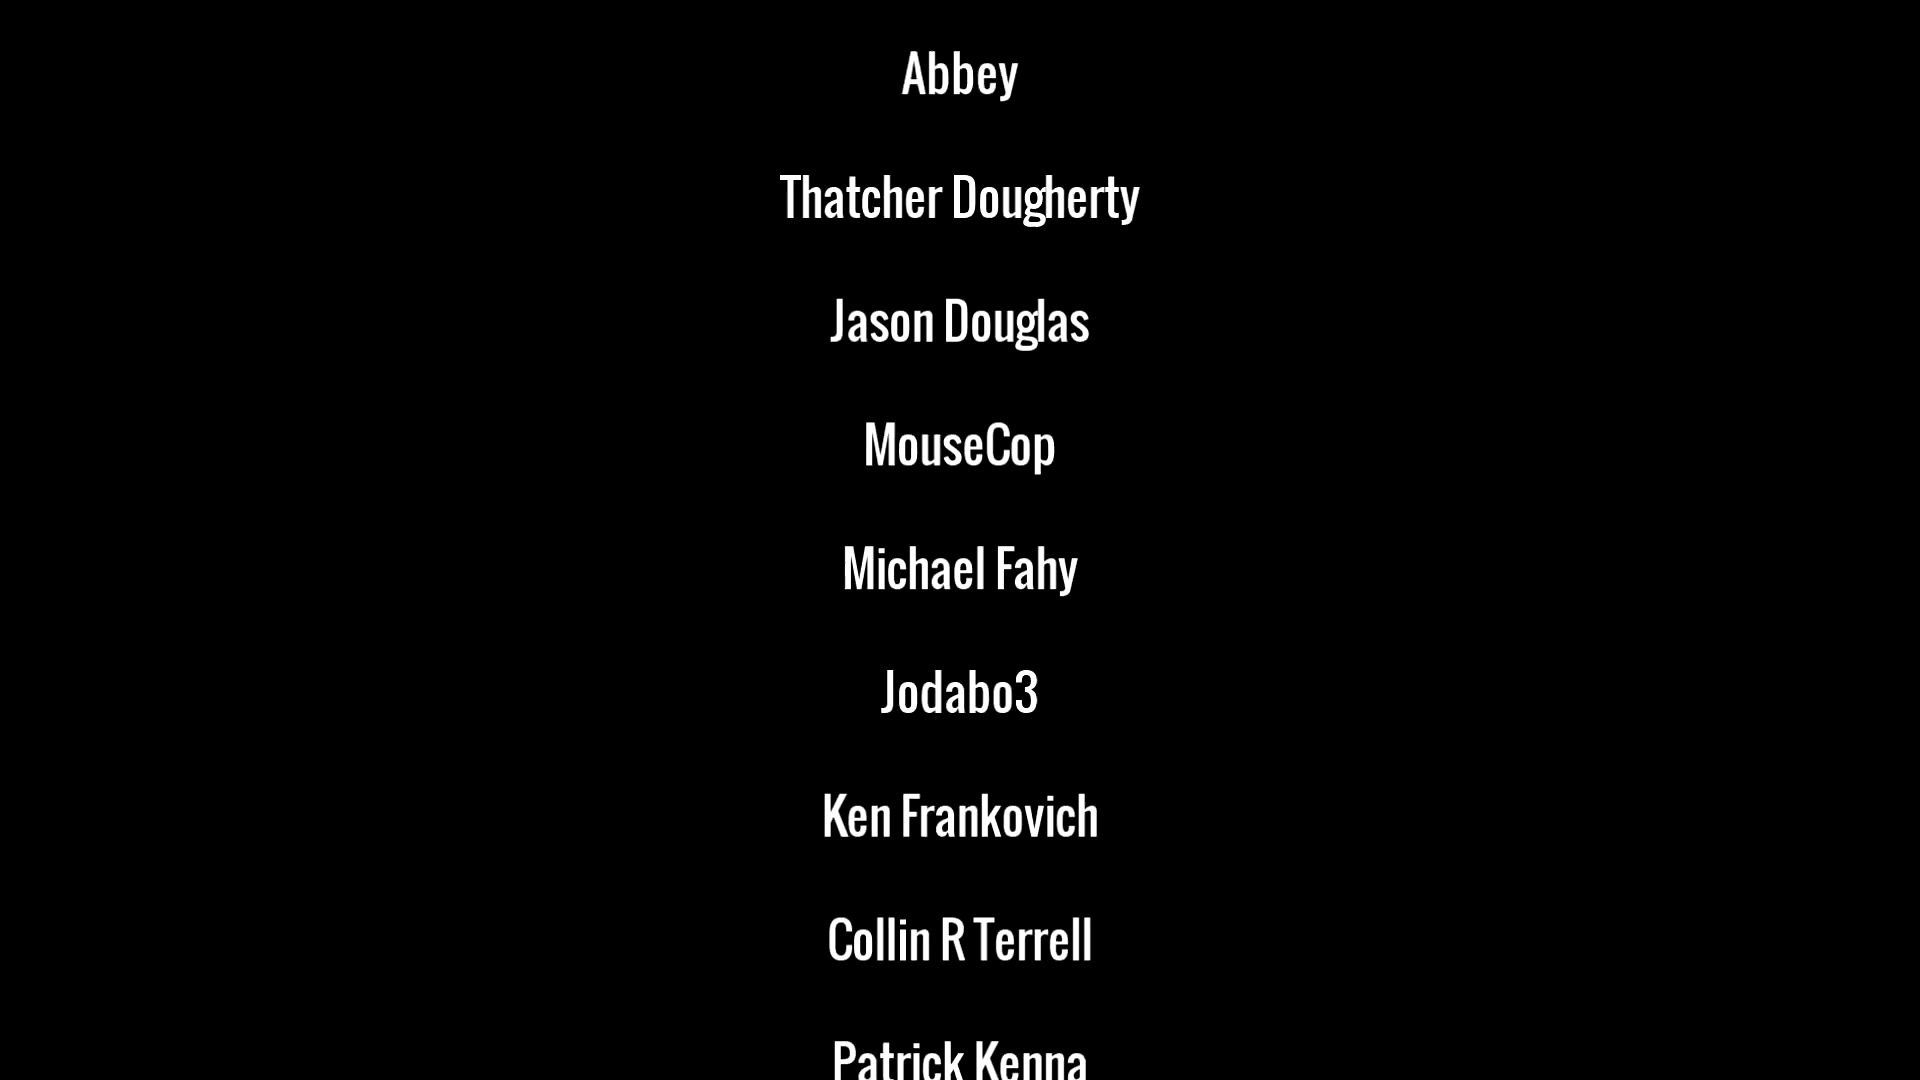 Abbey
Thatcher Dougherty
Jason Douglas
MouseCop
Michael Fahy
Jodabo3
Ken Frankovich
Collin R Terrell
Patrick Kenna